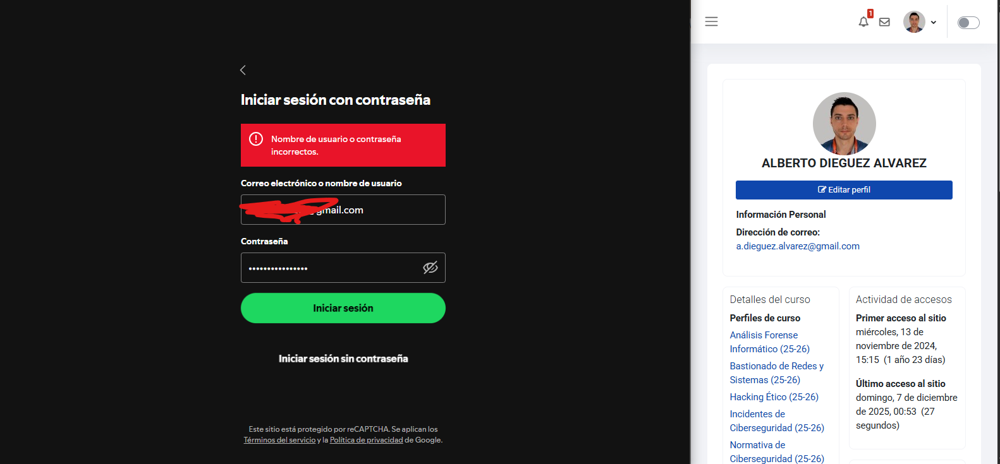 Iniciar sesión con contraseña
Nombre de usuario o contraseña
incorrectos.
Correo electrónico o nombre de usuario
gmail.com
Contraseña
••••••••••••••••
Iniciar sesión
Iniciar sesión sin contraseña
Este sitio está protegido por reCAPTCHA. Se aplican los
Términos del servicio y la Política de privacidad de Google.
1
ALBERTO DIEGUEZ ALVAREZ
Editar perfil
Información Personal
Dirección de correo:
a.dieguez.alvarez@gmail.com
Detalles del curso
Perfiles de curso
Análisis Forense
Informático (25-26)
Bastionado de Redes y
Sistemas (25-26)
Hacking Ético (25-26)
Incidentes de
Ciberseguridad (25-26)
Normativa de
Ciberseguridad (25-26)
Actividad de accesos
Primer acceso al sitio
miércoles, 13 de
noviembre de 2024,
15:15 (1 año 23 días)
Último acceso al sitio
domingo, 7 de diciembre
de 2025, 00:53 (27
segundos)